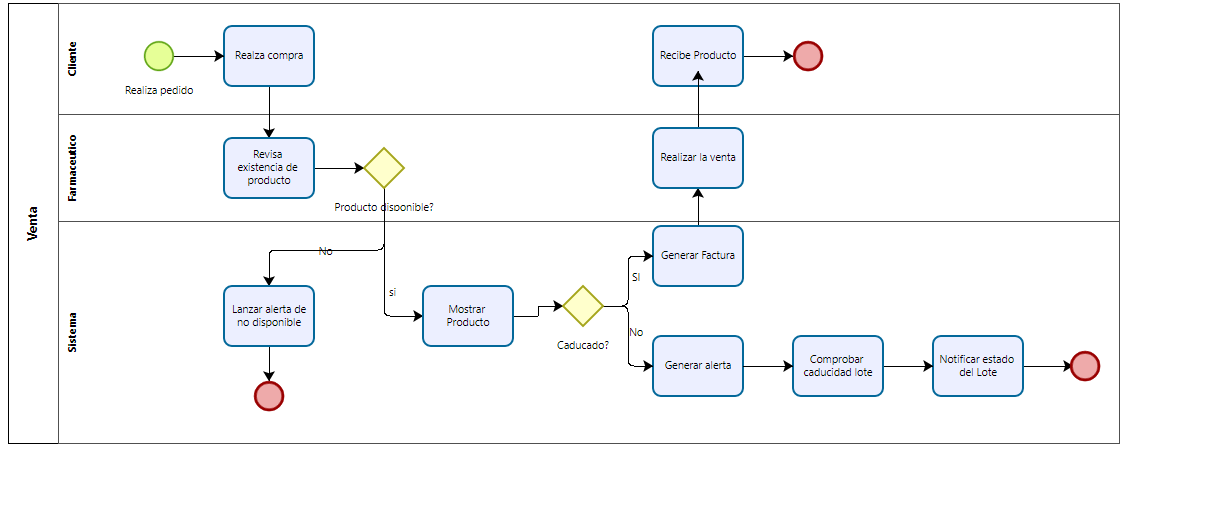 Venta
Cliente
Realiza pedido
Realza compra
Recibe Producto
Farmaceutico
Revisa
existencia de
producto
Producto disponible?
Realizar la venta
Sistema
No
Lanzar alerta de
no disponible
si
Mostrar
Producto
Caducado?
SI
Generar Factura
No
Generar alerta
Comprobar
caducidad lote
Notificar estado
del Lote